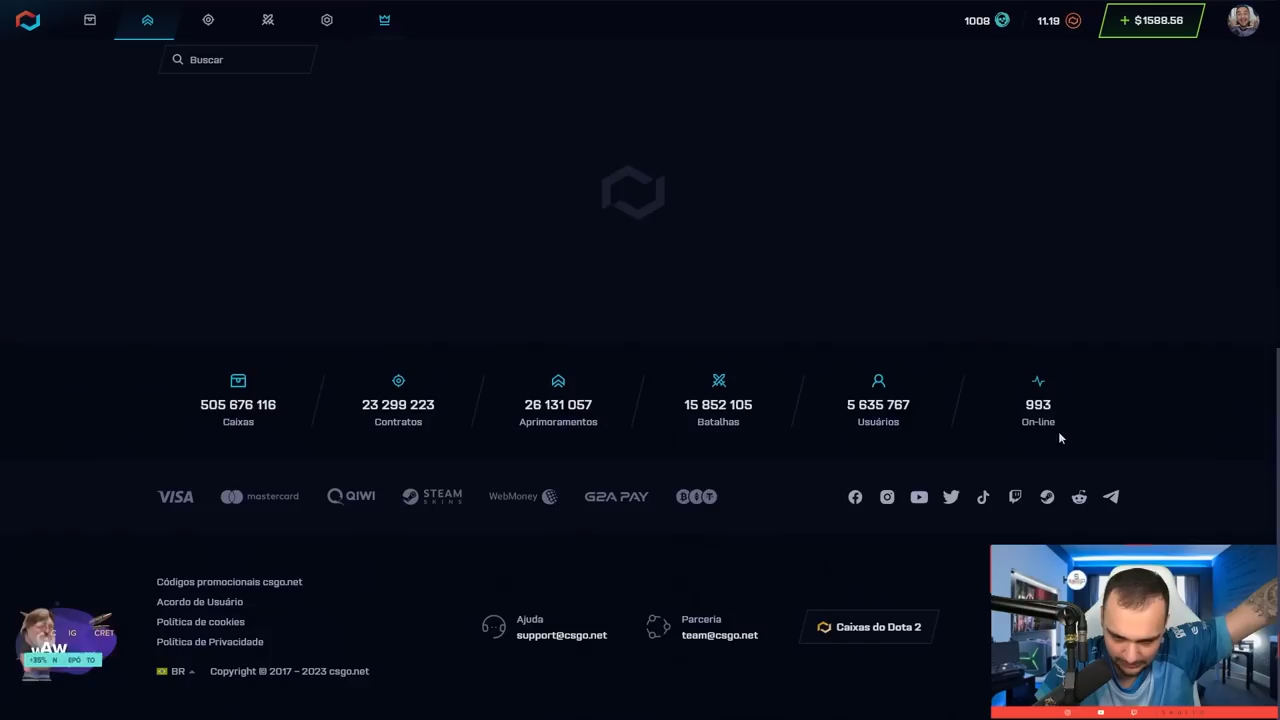 1008
11.19
+ $1588.56
Buscar
505 676 116
Caixas
23 299 223
Contratos
26 131 057
Aprimoramentos
15 852 105
Batalhas
5 635 767
Usuários
993
On-line
VISA
mastercard
QIWI
STEAM
SKINS
WebMoney
G2A PAY
Códigos promocionais csgo.net
Acordo de Usuário
Política de cookies
Política de Privacidade
BR
Copyright © 2017 – 2023 csgo.net
Ajuda
support@csgo.net
Parceria
team@csgo.net
Caixas do Dota 2
+35%